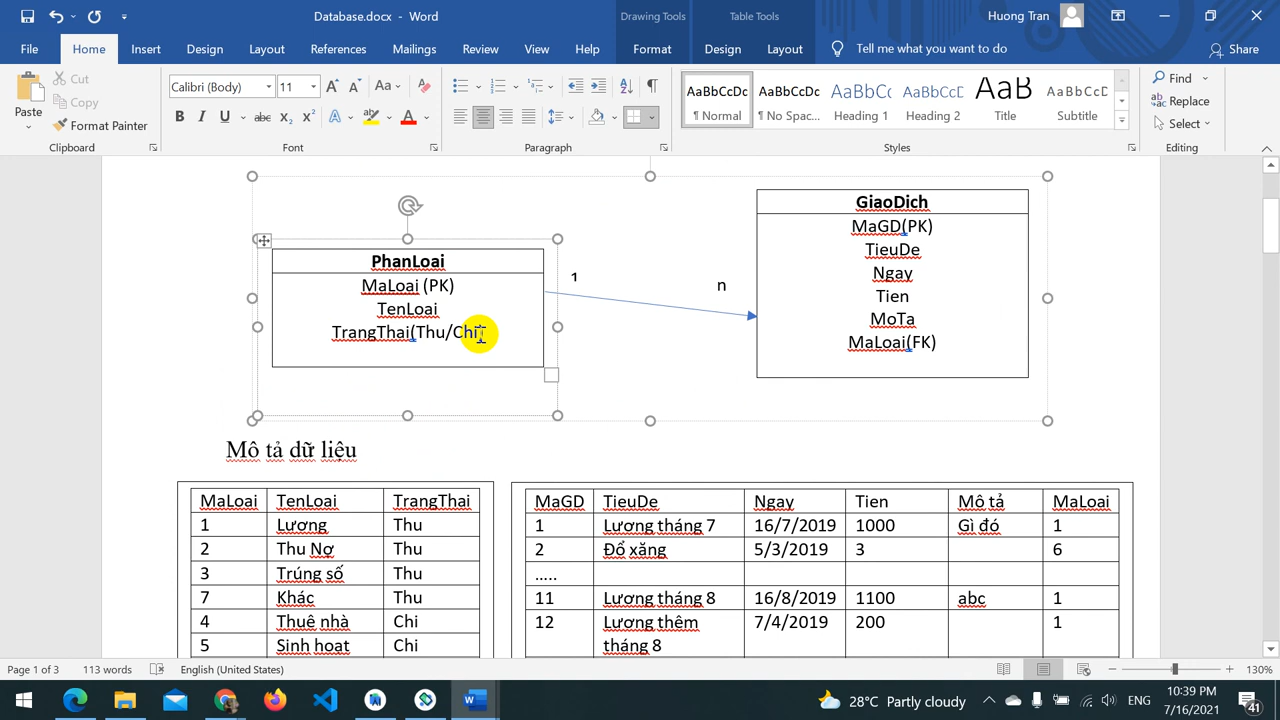 Database.docx - Word
Drawing Tools
Table Tools
Huong Tran
File
Home
Insert
Design
Layout
References
Mailings
Review
View
Help
Format
Design
Layout
Tell me what you want to do
Share
Paste
Cut
Copy
Format Painter
Clipboard
Calibri (Body)
11
Font
Paragraph
AaBbCcDc
¶ Normal
AaBbCcDc
¶ No Spac...
AaBbCc
Heading 1
AaBbCcD
Heading 2
AaB
Title
AaBbCcD
Subtitle
Styles
Find
Replace
Select
Editing
PhanLoai
MaLoai (PK)
TenLoai
TrangThai(Thu/Chi)
1
n
GiaoDich
MaGD(PK)
TieuDe
Ngay
Tien
MoTa
MaLoai(FK)
Mô tả dữ liệu
MaLoai TenLoai TrangThai
1 Lương Thu
2 Thu Nợ Thu
3 Trúng số Thu
7 Khác Thu
4 Thuê nhà Chi
5 Sinh hoạt Chi
MaGD TieuDe Ngay Tien Mô tả MaLoai
1 Lương tháng 7 16/7/2019 1000 Gì đó 1
2 Đổ xăng 5/3/2019 3 6
.....
11 Lương tháng 8 16/8/2019 1100 abc 1
12 Lương thêm tháng 8 7/4/2019 200 1
Page 1 of 3
113 words
English (United States)
130%
28°C Partly cloudy
ENG
10:39 PM
7/16/2021
41